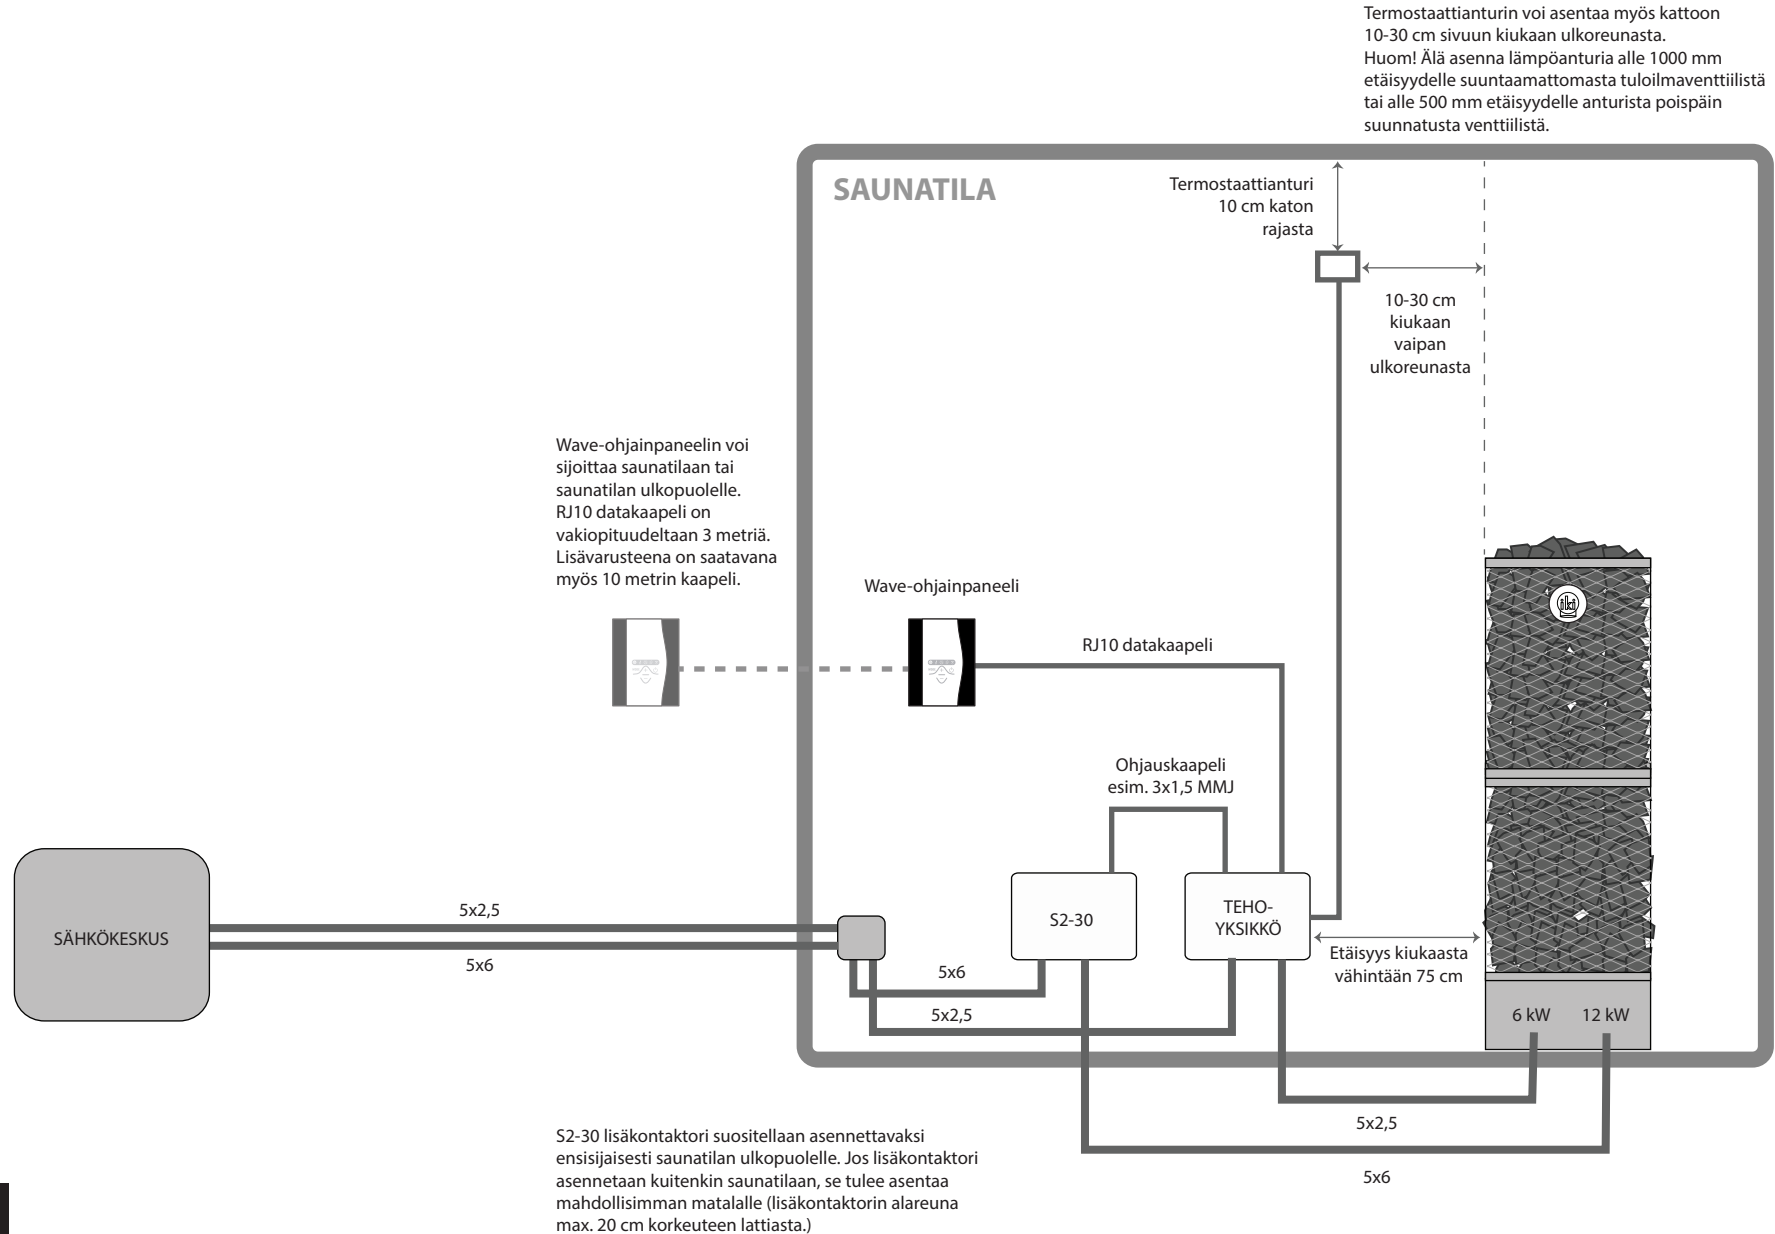 Termostaattianturin voi asentaa myös kattoon
10-30 cm sivuun kiukaan ulkoreunasta.
Huom! Älä asenna lämpöanturia alle 1000 mm
etäisyydelle suuntaamattomasta tuloilmaventtiilistä
tai alle 500 mm etäisyydelle anturista poispäin
suunnatusta venttiilistä.
SAUNATILA
Termostaattianturi
10 cm katon
rajasta
10-30 cm
kiukaan
vaipan
ulkoreunasta
Wave-ohjainpaneelin voi
sijoittaa saunatilaan tai
saunatilan ulkopuolelle.
RJ10 datakaapeli on
vakiopituudeltaan 3 metriä.
Lisävarusteena on saatavana
myös 10 metrin kaapeli.
Wave-ohjainpaneeli
iki
RJ10 datakaapeli
Ohjauskaapeli
esim. 3x1,5 MMJ
SÄHKÖKESKUS
5x2,5
5x6
S2-30
TEHO-
YKSIKKÖ
Etäisyys kiukaasta
vähintään 75 cm
5x6
5x2,5
6 kW
12 kW
5x2,5
5x6
S2-30 lisäkontaktori suositellaan asennettavaksi
ensisijaisesti saunatilan ulkopuolelle. Jos lisäkontaktori
asennetaan kuitenkin saunatilaan, se tulee asentaa
mahdollisimman matalalle (lisäkontaktorin alareuna
max. 20 cm korkeuteen lattiasta.)